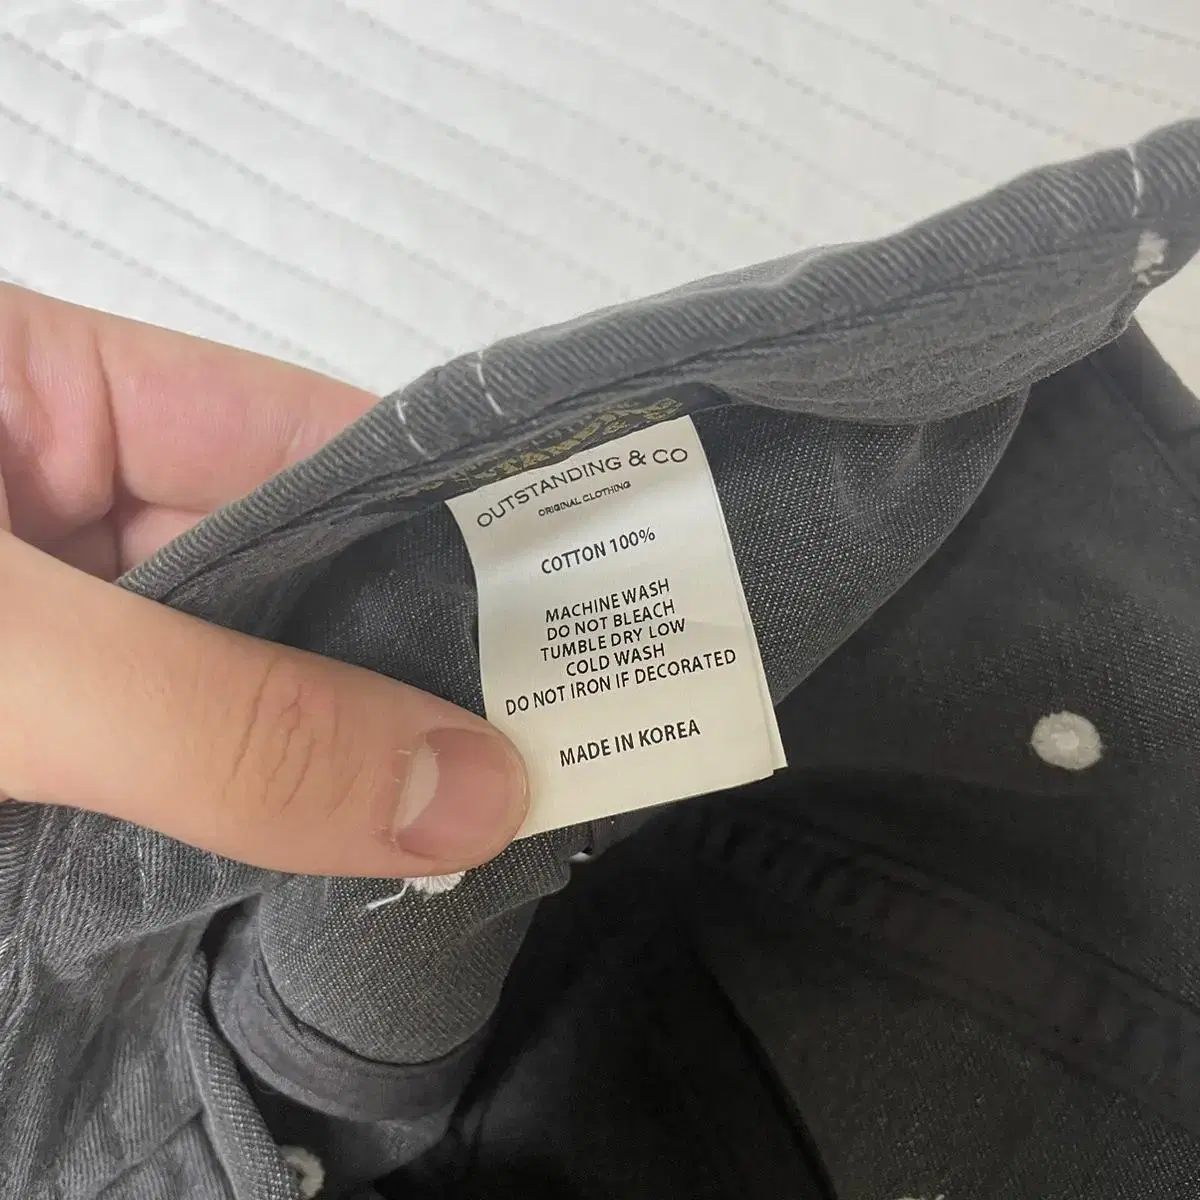 OUTSTANDING & CO
ORIGINAL CLOTHING
COTTON 100%
MACHINE WASH
DO NOT BLEACH
TUMBLE DRY LOW
COLD WASH
DO NOT IRON IF DECORATED
MADE IN KOREA